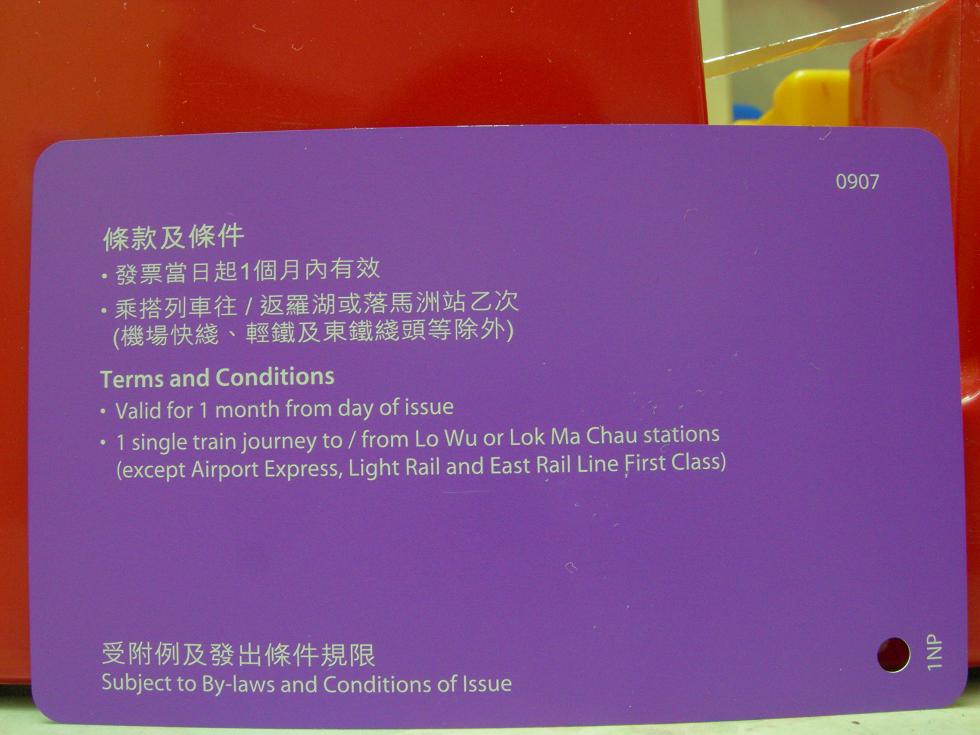 0907
條款及條件
• 發票當日起1個月內有效
• 乘搭列車往 / 返羅湖或落馬洲站乙次
(機場快綫、輕鐵及東鐵綫頭等除外)
Terms and Conditions
• Valid for 1 month from day of issue
• 1 single train journey to / from Lo Wu or Lok Ma Chau stations
(except Airport Express, Light Rail and East Rail Line First Class)
受附例及發出條件規限
Subject to By-laws and Conditions of Issue
1NP